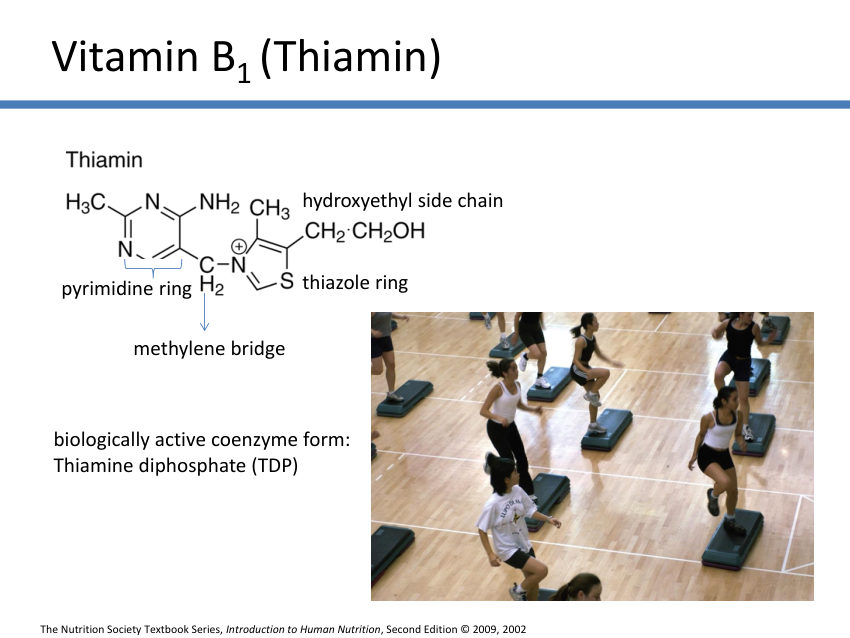 Vitamin B₁ (Thiamin)
Thiamin
H₃C
N
NH₂
CH₃
hydroxyethyl side chain
CH₂·CH₂OH
N
C
H₂
N
⊕
S
thiazole ring
pyrimidine ring
methylene bridge
biologically active coenzyme form:
Thiamine diphosphate (TDP)
The Nutrition Society Textbook Series, Introduction to Human Nutrition, Second Edition © 2009, 2002